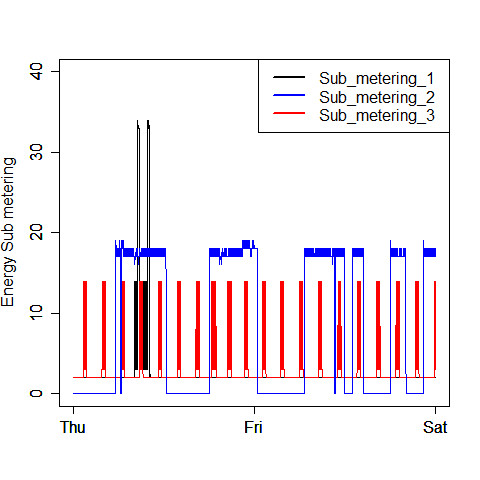 Energy Sub metering
40
30
20
10
0
Thu
Fri
Sat
Sub_metering_1
Sub_metering_2
Sub_metering_3